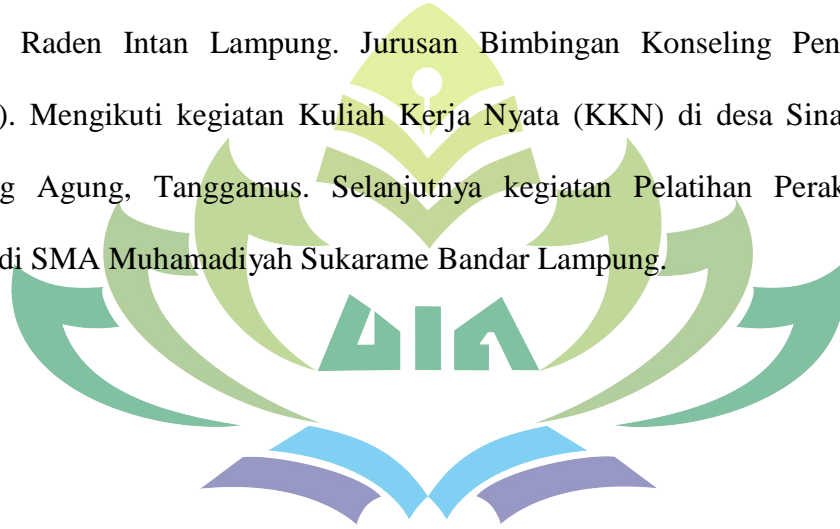 Raden Intan Lampung. Jurusan Bimbingan Konseling Pen
). Mengikuti kegiatan Kuliah Kerja Nyata (KKN) di desa Sina
g Agung, Tanggamus. Selanjutnya kegiatan Pelatihan Perak
di SMA Muhamadiyah Sukarame Bandar Lampung.
UIN